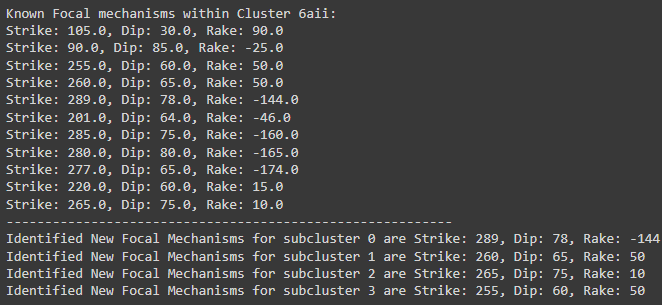 Known Focal mechanisms within Cluster 6aii:
Strike: 105.0, Dip: 30.0, Rake: 90.0
Strike: 90.0, Dip: 85.0, Rake: -25.0
Strike: 255.0, Dip: 60.0, Rake: 50.0
Strike: 260.0, Dip: 65.0, Rake: 50.0
Strike: 289.0, Dip: 78.0, Rake: -144.0
Strike: 201.0, Dip: 64.0, Rake: -46.0
Strike: 285.0, Dip: 75.0, Rake: -160.0
Strike: 280.0, Dip: 80.0, Rake: -165.0
Strike: 277.0, Dip: 65.0, Rake: -174.0
Strike: 220.0, Dip: 60.0, Rake: 15.0
Strike: 265.0, Dip: 75.0, Rake: 10.0
----------------------------------------------------------
Identified New Focal Mechanisms for subcluster 0 are Strike: 289, Dip: 78, Rake: -144
Identified New Focal Mechanisms for subcluster 1 are Strike: 260, Dip: 65, Rake: 50
Identified New Focal Mechanisms for subcluster 2 are Strike: 265, Dip: 75, Rake: 10
Identified New Focal Mechanisms for subcluster 3 are Strike: 255, Dip: 60, Rake: 50